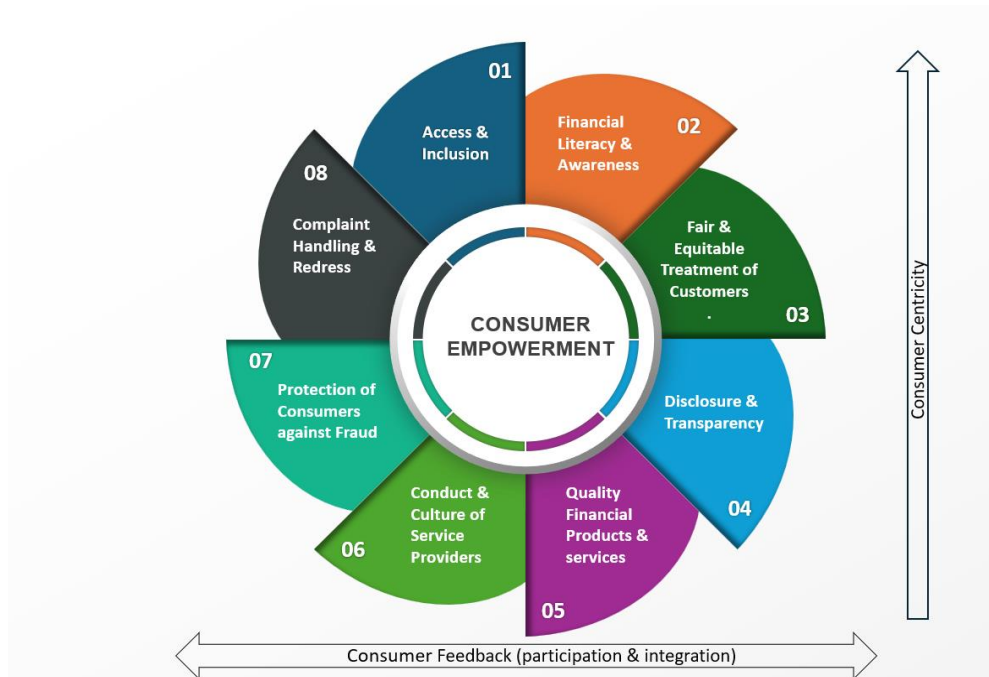 01
Access &
Inclusion
02
Financial
Literacy &
Awareness
Fair &
Equitable
Treatment of
Customers
.
03
Disclosure &
Transparency
04
Quality
Financial
Products &
services
05
Conduct &
Culture of
Service
Providers
06
07
Protection of
Consumers
against Fraud
08
Complaint
Handling &
Redress
CONSUMER
EMPOWERMENT
Consumer Centricity
Consumer Feedback (participation & integration)